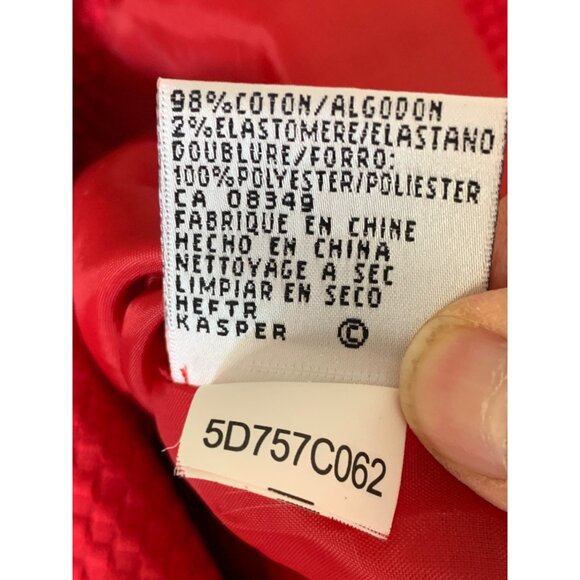 98%COTON/ALGODON
2%ELASTOMERE/ELASTANO
DOUBLURE/FORRO:
100%POLYESTER/POLIESTER
CA 08349
FABRIQUE EN CHINE
HECHO EN CHINA
NETTOYAGE A SEC
LIMPIAR EN SECO
HEFTR
KASPER ©
5D757C062